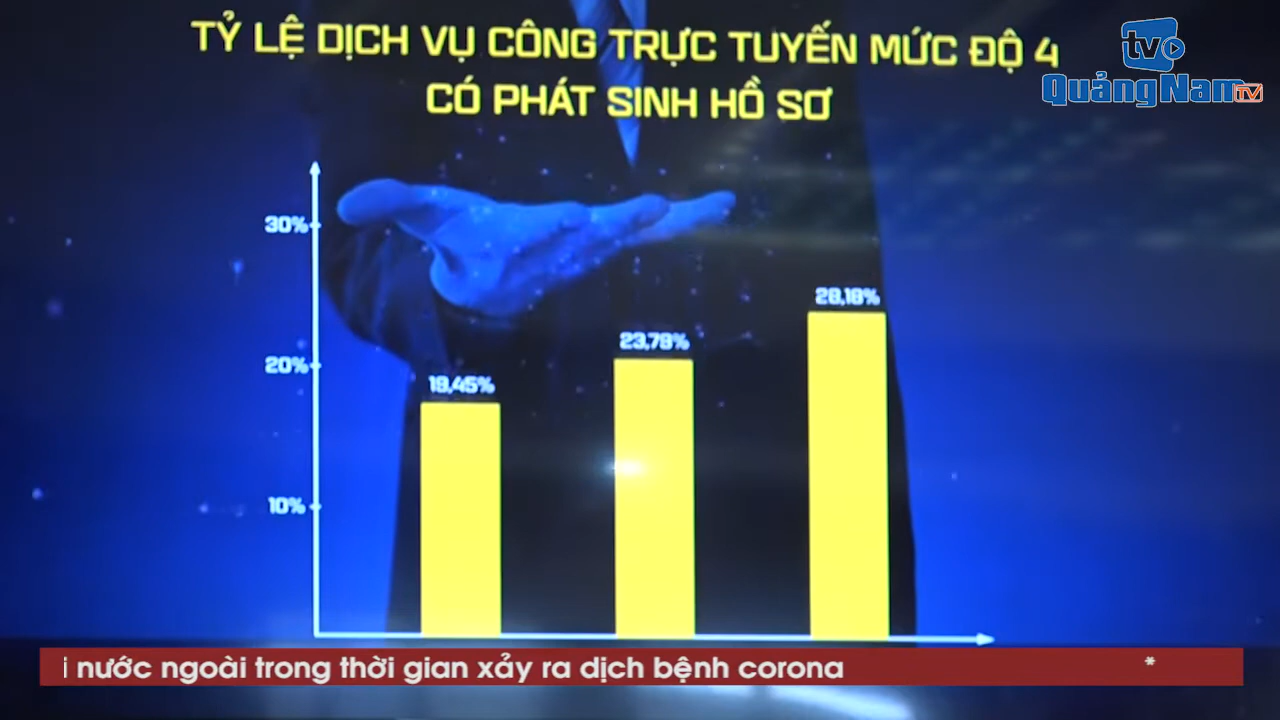 TỶ LỆ DỊCH VỤ CÔNG TRỰC TUYẾN MỨC ĐỘ 4
CÓ PHÁT SINH HỒ SƠ
tv
QuảngNamTV
30%
20%
10%
19,45%
23,79%
28,18%
i nước ngoài trong thời gian xảy ra dịch bệnh corona *